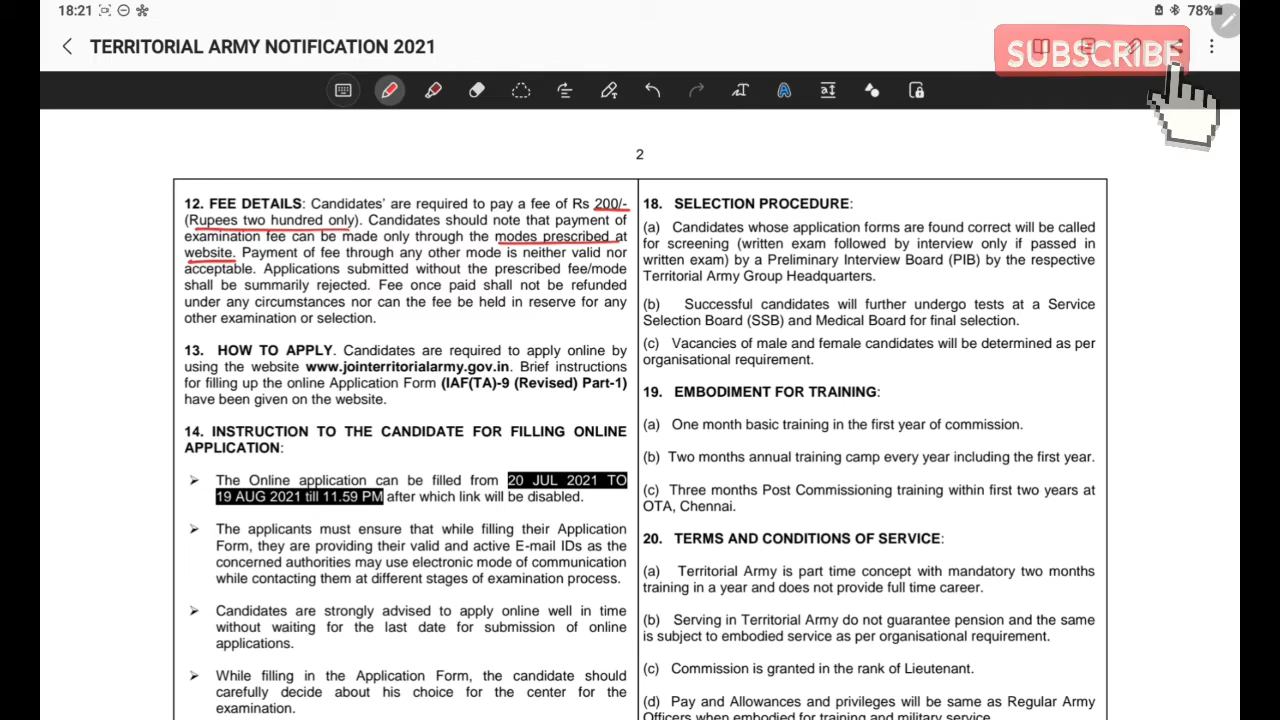 18:21
78%
TERRITORIAL ARMY NOTIFICATION 2021
SUBSCRIBE
2
12. FEE DETAILS: Candidates' are required to pay a fee of Rs 200/-
(Rupees two hundred only). Candidates should note that payment of
examination fee can be made only through the modes prescribed at
website. Payment of fee through any other mode is neither valid nor
acceptable. Applications submitted without the prescribed fee/mode
shall be summarily rejected. Fee once paid shall not be refunded
under any circumstances nor can the fee be held in reserve for any
other examination or selection.
13. HOW TO APPLY. Candidates are required to apply online by
using the website www.jointerritorialarmy.gov.in. Brief instructions
for filling up the online Application Form (IAF(TA)-9 (Revised) Part-1)
have been given on the website.
14. INSTRUCTION TO THE CANDIDATE FOR FILLING ONLINE
APPLICATION:
➢ The Online application can be filled from 20 JUL 2021 TO
19 AUG 2021 till 11.59 PM after which link will be disabled.
➢ The applicants must ensure that while filling their Application
Form, they are providing their valid and active E-mail IDs as the
concerned authorities may use electronic mode of communication
while contacting them at different stages of examination process.
➢ Candidates are strongly advised to apply online well in time
without waiting for the last date for submission of online
applications.
➢ While filling in the Application Form, the candidate should
carefully decide about his choice for the center for the
examination.
18. SELECTION PROCEDURE:
(a) Candidates whose application forms are found correct will be called
for screening (written exam followed by interview only if passed in
written exam) by a Preliminary Interview Board (PIB) by the respective
Territorial Army Group Headquarters.
(b) Successful candidates will further undergo tests at a Service
Selection Board (SSB) and Medical Board for final selection.
(c) Vacancies of male and female candidates will be determined as per
organisational requirement.
19. EMBODIMENT FOR TRAINING:
(a) One month basic training in the first year of commission.
(b) Two months annual training camp every year including the first year.
(c) Three months Post Commissioning training within first two years at
OTA, Chennai.
20. TERMS AND CONDITIONS OF SERVICE:
(a) Territorial Army is part time concept with mandatory two months
training in a year and does not provide full time career.
(b) Serving in Territorial Army do not guarantee pension and the same
is subject to embodied service as per organisational requirement.
(c) Commission is granted in the rank of Lieutenant.
(d) Pay and Allowances and privileges will be same as Regular Army
Officers when embodied for training and military service.